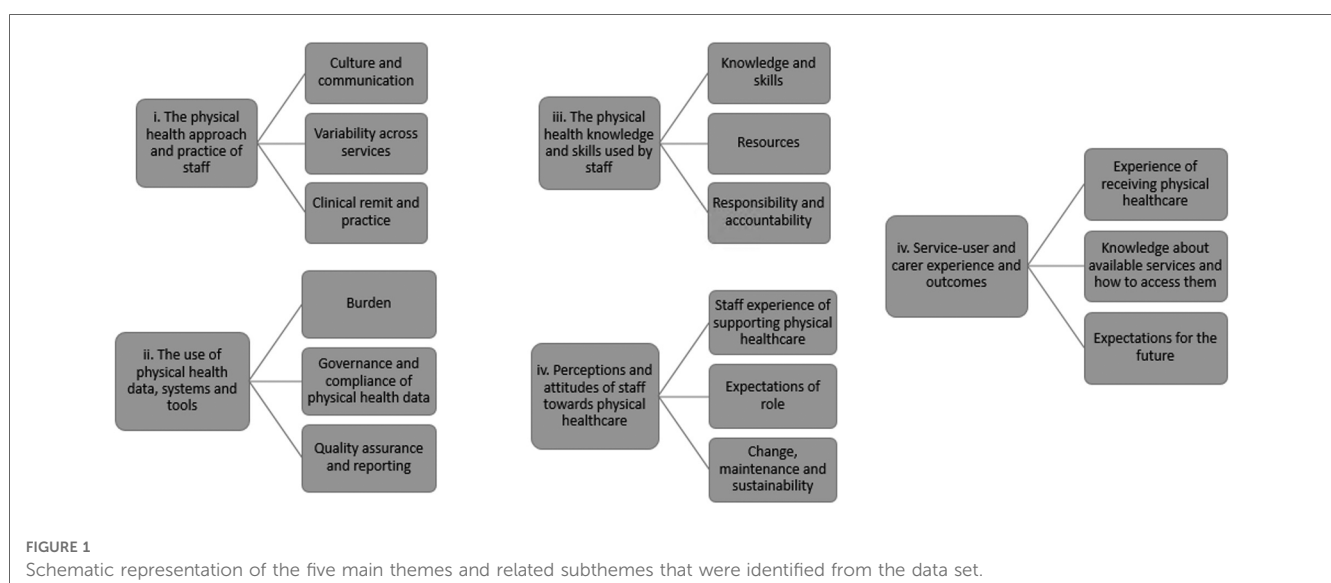 i. The physical
health approach
and practice of
staff
Culture and
communication
Variability across
services
Clinical remit and
practice
ii. The use of
physical health
data, systems and
tools
Burden
Governance and
compliance of
physical health data
Quality assurance
and reporting
iii. The physical
health knowledge
and skills used by
staff
Knowledge and
skills
Resources
Responsibility and
accountability
iv. Perceptions and
attitudes of staff
towards physical
healthcare
Staff experience of
supporting physical
healthcare
Expectations of
role
Change,
maintenance and
sustainability
iv. Service-user and
carer experience and
outcomes
Experience of
receiving physical
healthcare
Knowledge about
available services and
how to access them
Expectations for the
future
FIGURE 1
Schematic representation of the five main themes and related subthemes that were identified from the data set.